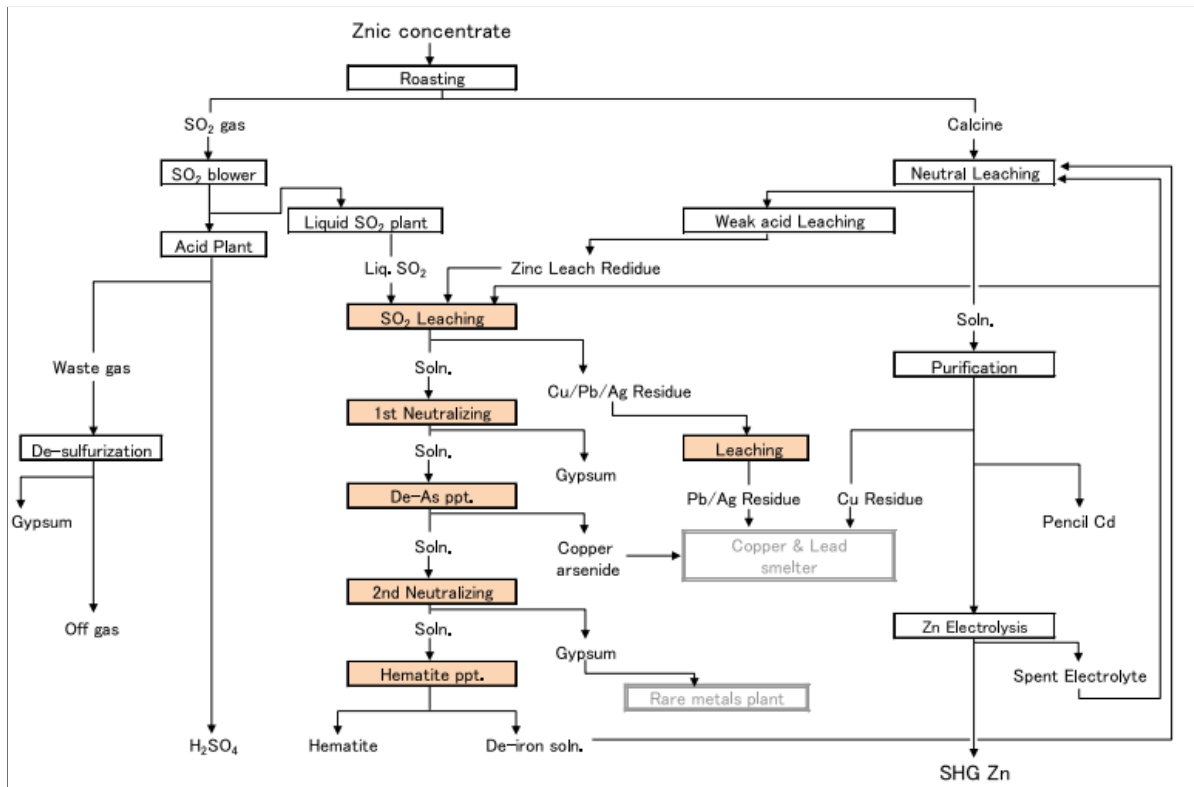 Znic concentrate
Roasting
SO₂ gas
Calcine
SO₂ blower
Neutral Leaching
Liquid SO₂ plant
Weak acid Leaching
Acid Plant
Liq. SO₂
Zinc Leach Redidue
SO₂ Leaching
Soln.
Waste gas
Soln.
Cu/Pb/Ag Residue
Purification
1st Neutralizing
De-sulfurization
Soln.
Gypsum
Leaching
De-As ppt.
Pb/Ag Residue
Cu Residue
Gypsum
Pencil Cd
Soln.
Copper
arsenide
Copper & Lead
smelter
2nd Neutralizing
Off gas
Soln.
Zn Electrolysis
Gypsum
Hematite ppt.
Spent Electrolyte
Rare metals plant
H₂SO₄
Hematite
De-iron soln.
SHG Zn